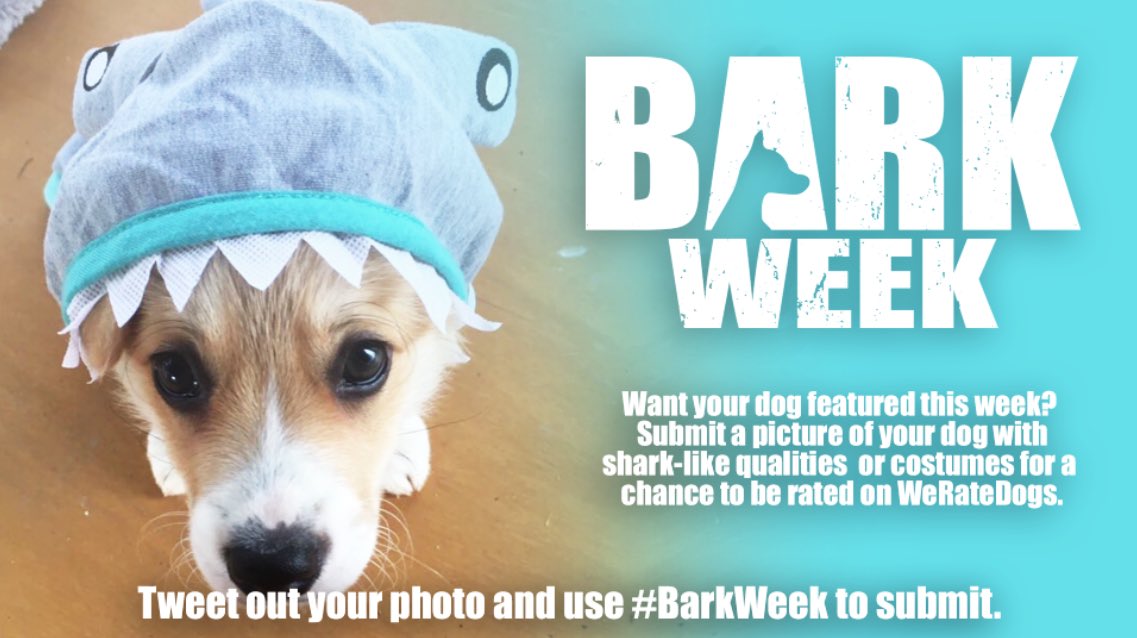 BARK
WEEK
Want your dog featured this week?
Submit a picture of your dog with
shark-like qualities or costumes for a
chance to be rated on WeRateDogs.
Tweet out your photo and use #BarkWeek to submit.